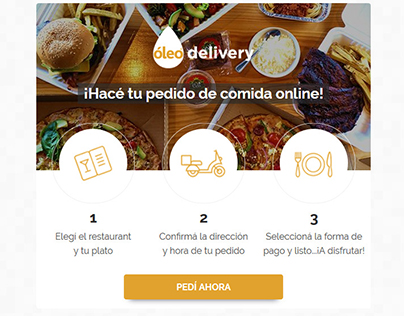 óleo delivery
¡Hacé tu pedido de comida online!
1
Elegí el restaurant
y tu plato
2
Confirmá la dirección
y hora de tu pedido
3
Seleccioná la forma de
pago y listo...¡A disfrutar!
PEDÍ AHORA